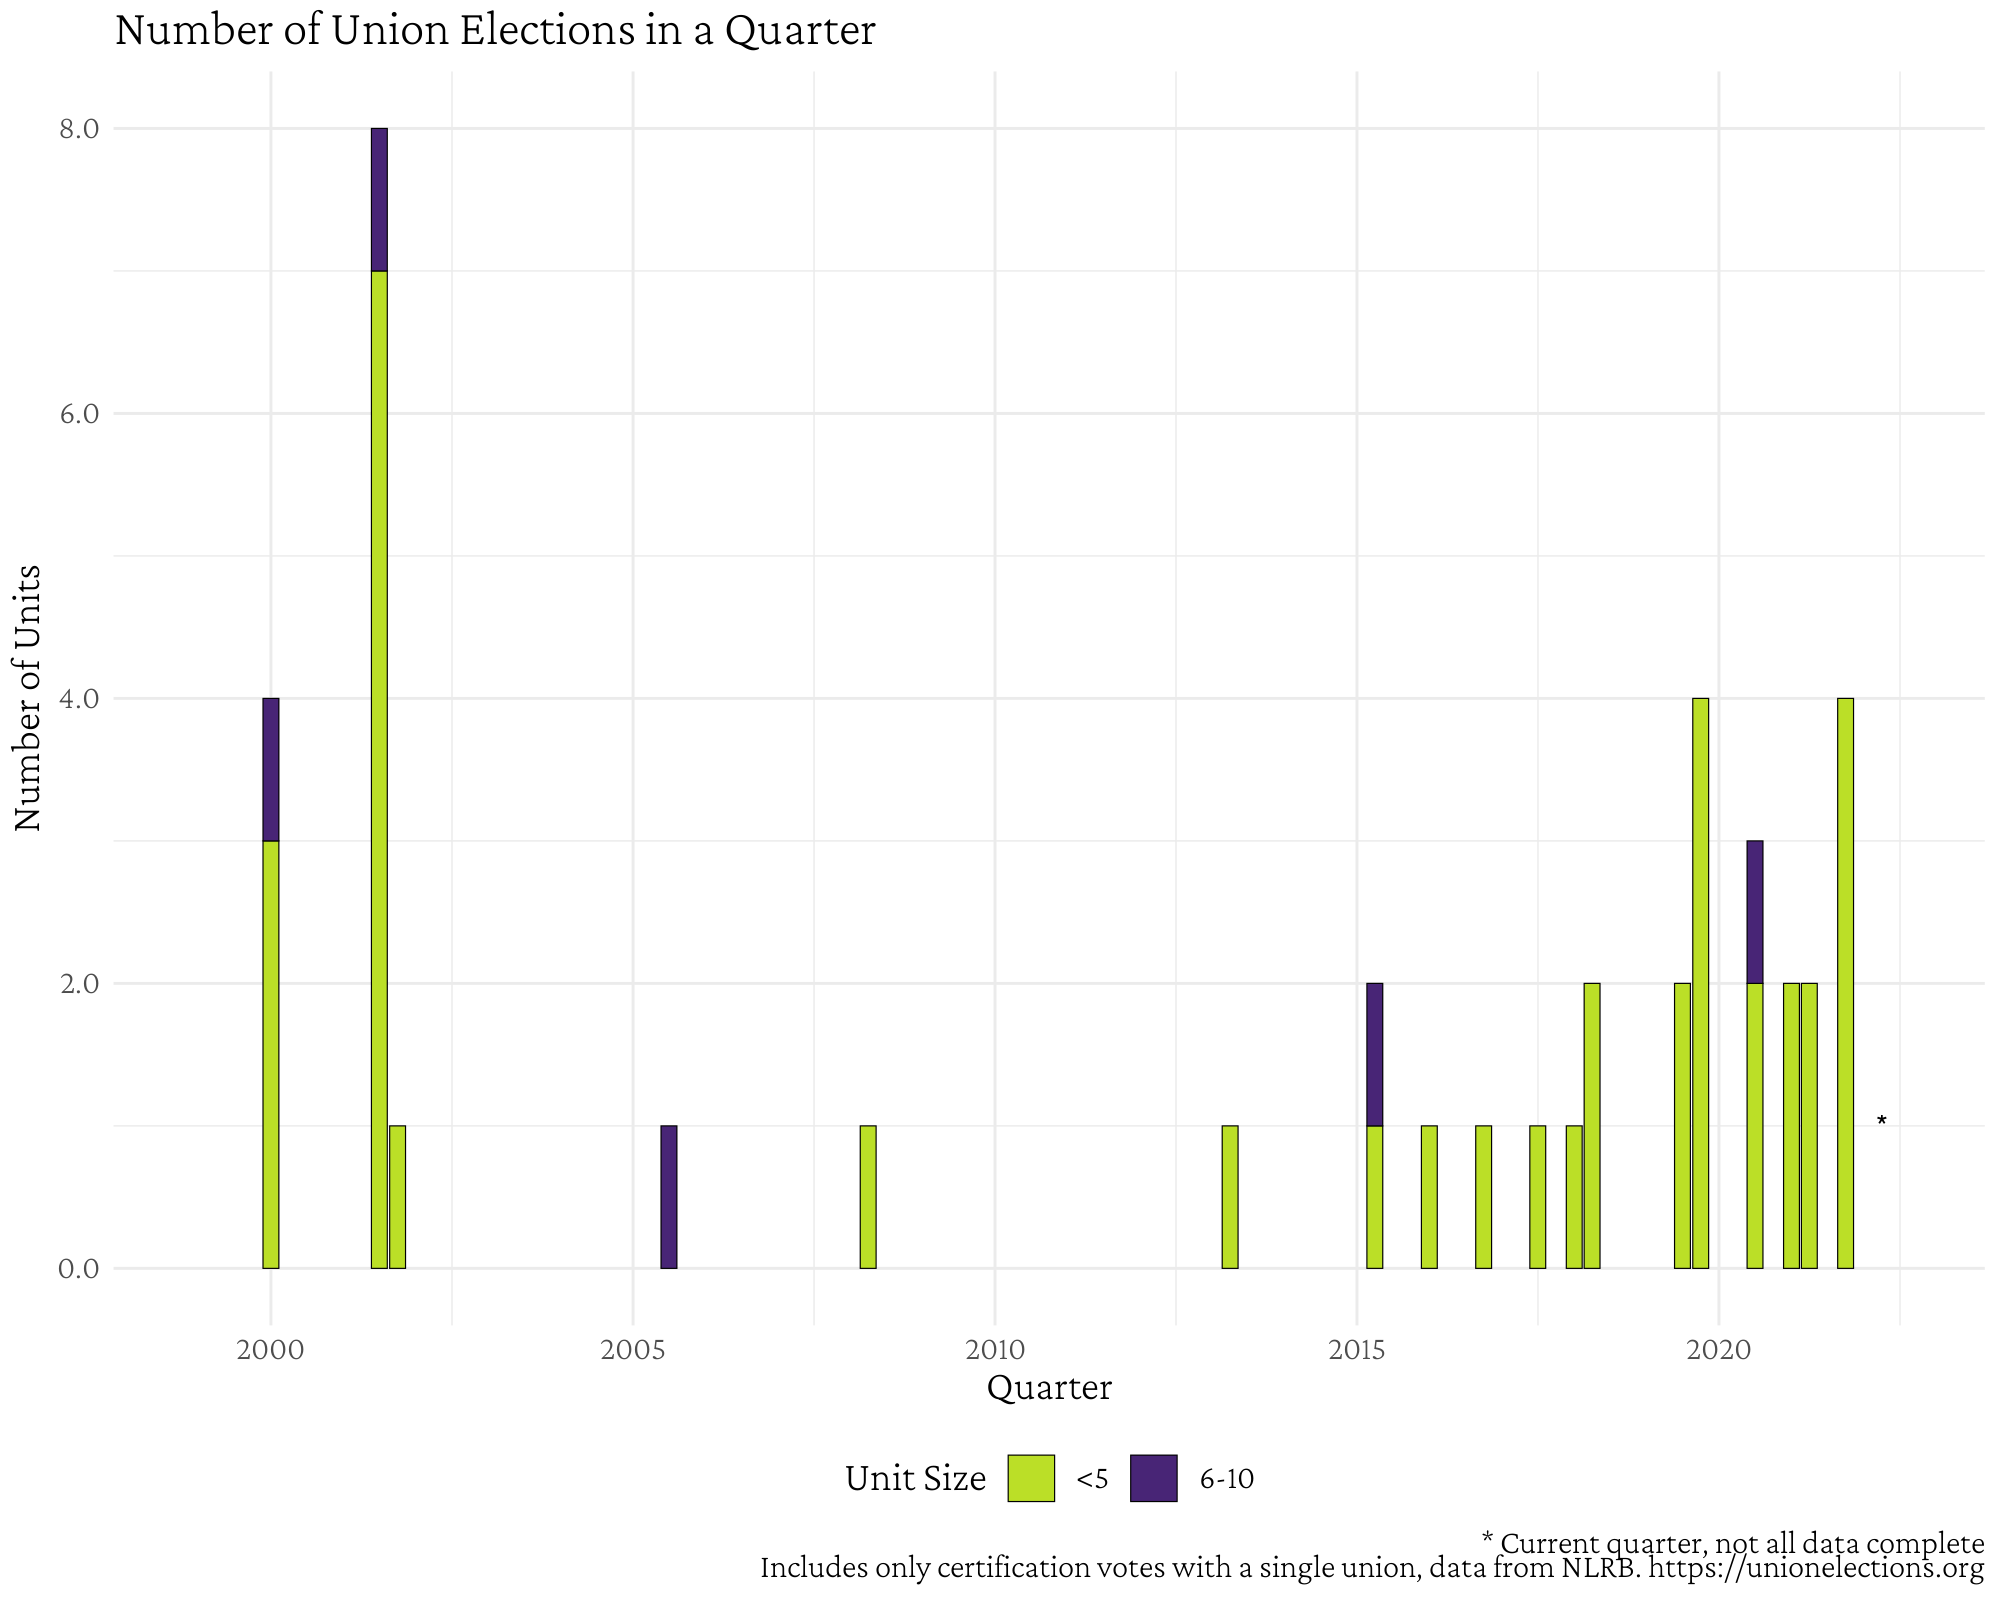 Number of Union Elections in a Quarter
Number of Units
8.0
6.0
4.0
2.0
0.0
*
2000 2005 2010 2015 2020
Quarter
Unit Size <5 6-10
* Current quarter, not all data complete
Includes only certification votes with a single union, data from NLRB. https://unionelections.org